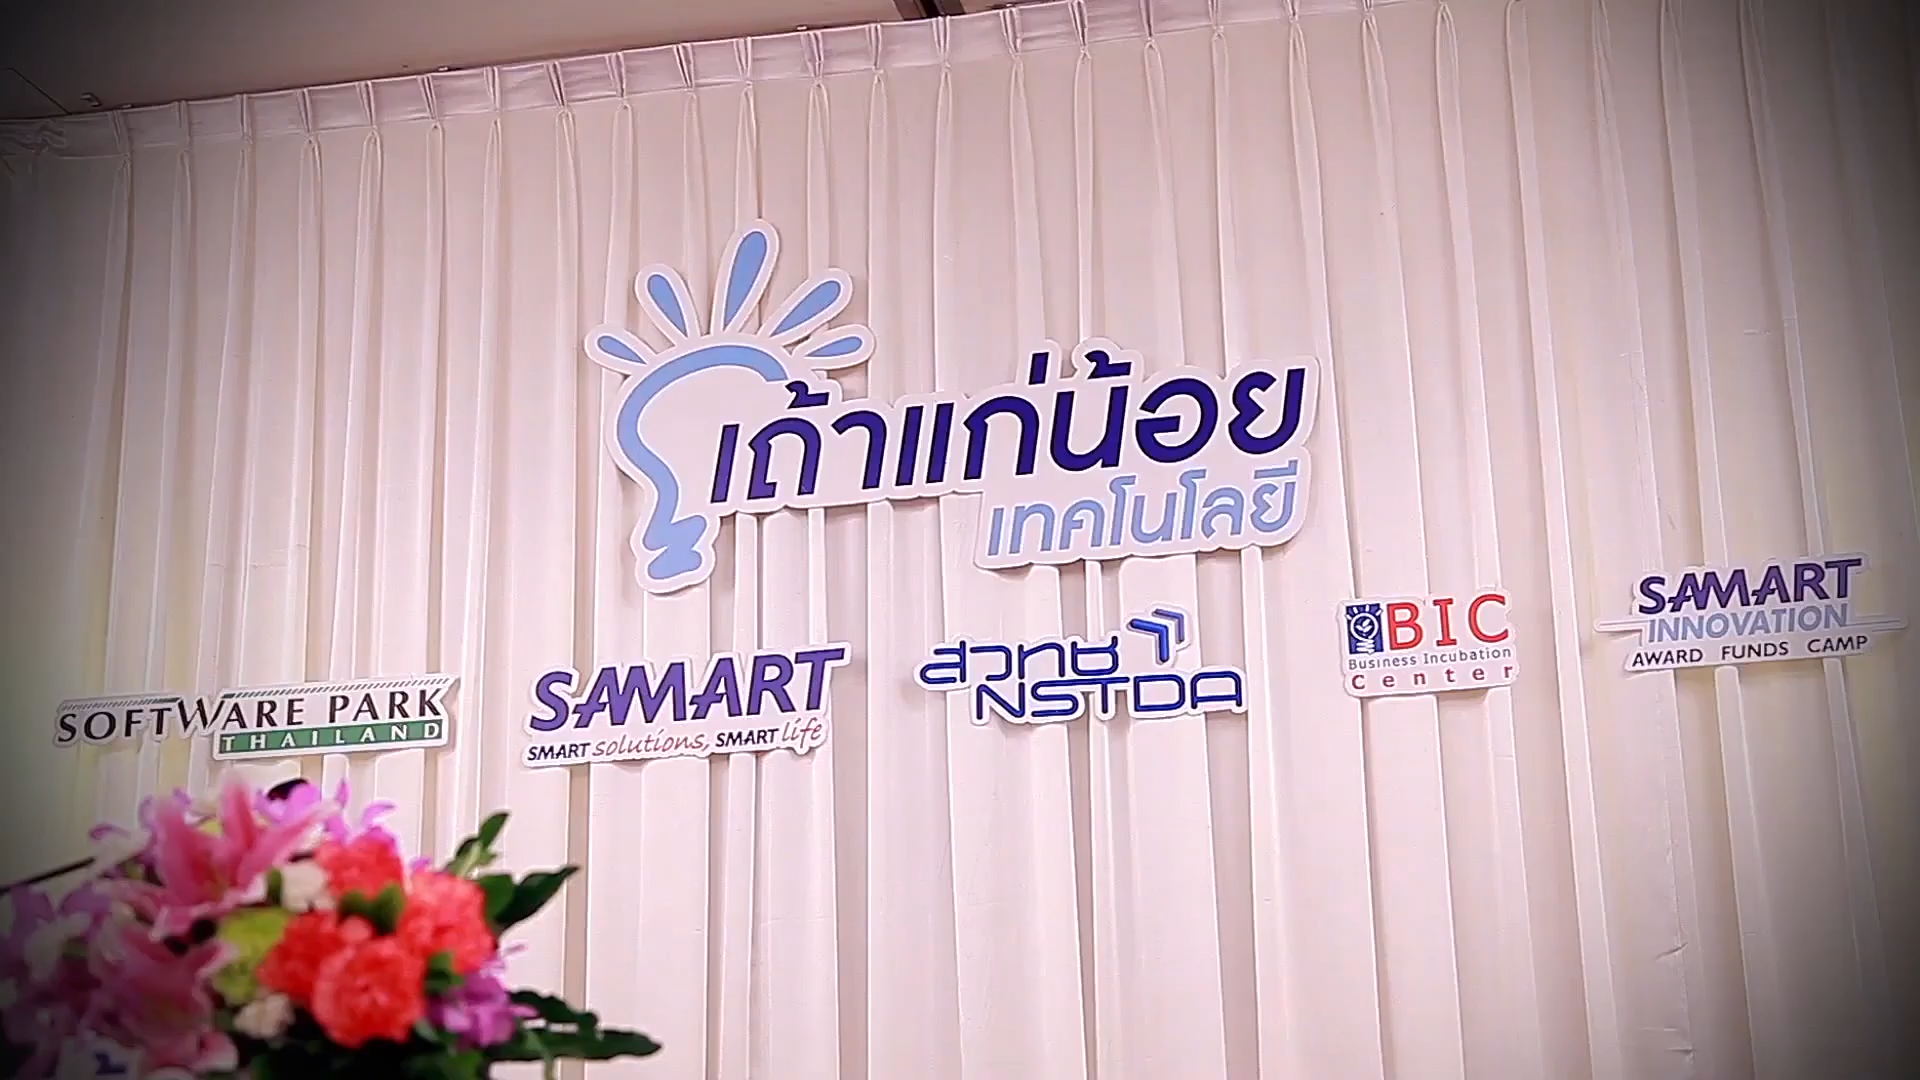 เถ้าแก่น้อย
เทคโนโลยี
SOFTWARE PARK
THAILAND
SAMART
SMART solutions, SMART life
สวทช
NSTDA
BIC
Business Incubation
Center
SAMART
INNOVATION
AWARD FUNDS CAMP